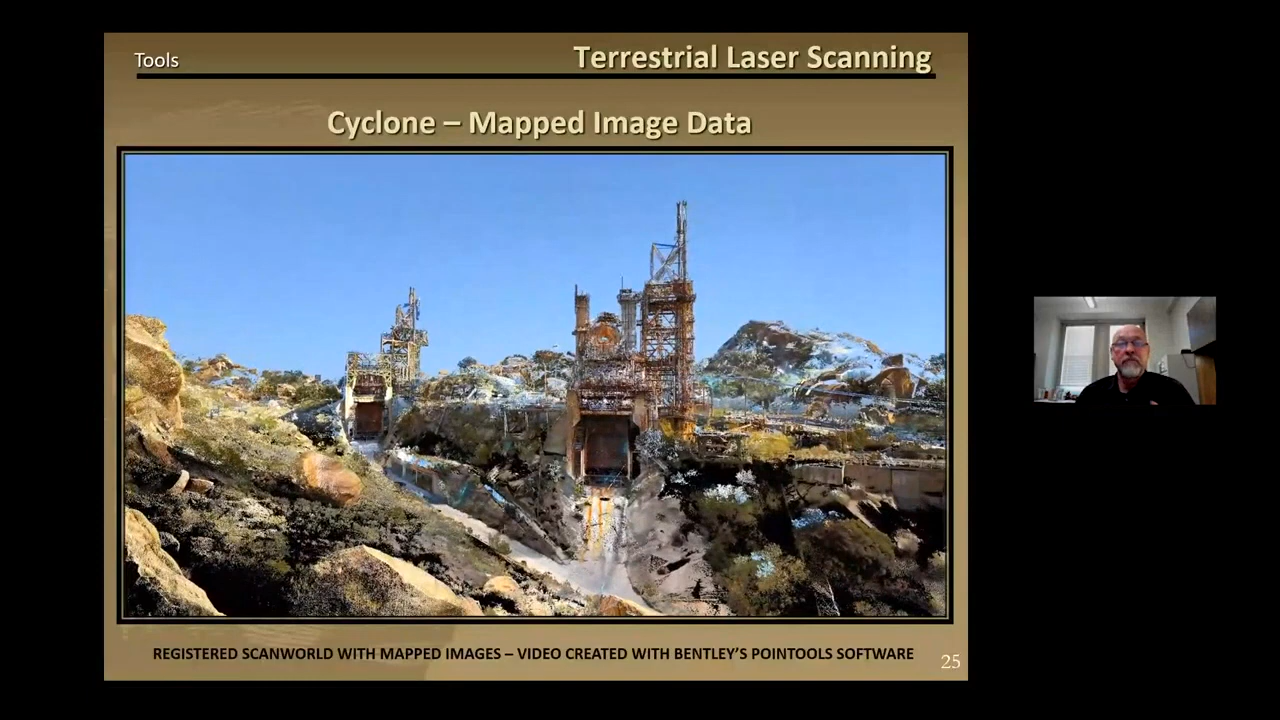 Tools
Terrestrial Laser Scanning
Cyclone – Mapped Image Data
REGISTERED SCANWORLD WITH MAPPED IMAGES – VIDEO CREATED WITH BENTLEY'S POINTOOLS SOFTWARE
25